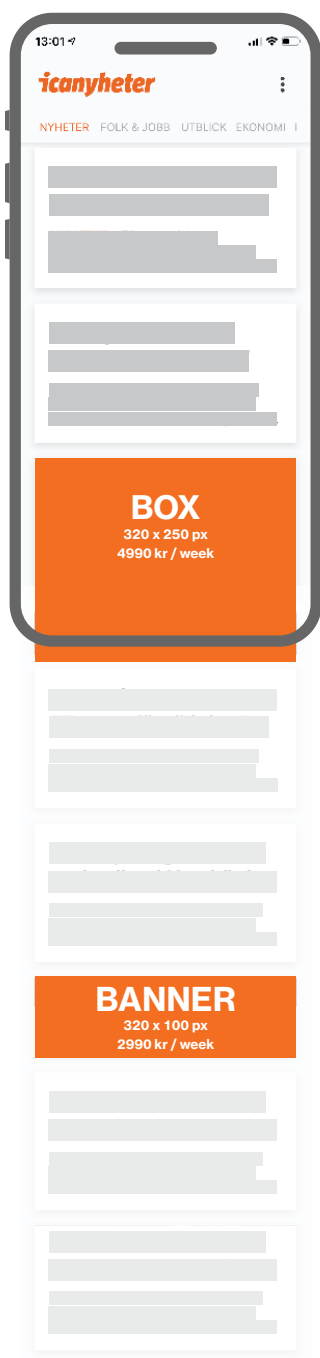 13:01
icanyheter
NYHETER FOLK & JOBB UTBLICK EKONOMI
BOX
320 x 250 px
4990 kr / week
BANNER
320 x 100 px
2990 kr / week